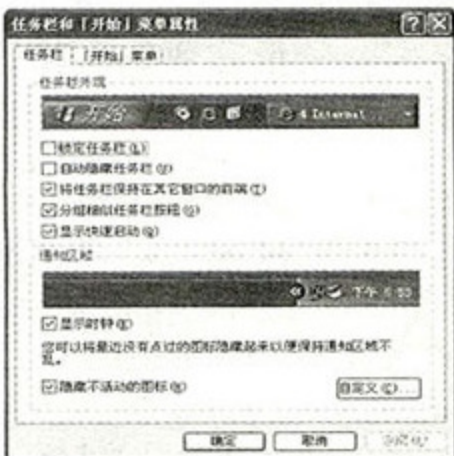 任务栏和「开始」菜单属性
任务栏 「开始」菜单
任务栏外观
开始 4 Internet
锁定任务栏(L)
自动隐藏任务栏(U)
将任务栏保持在其它窗口的前端(T)
分组相似任务栏按钮(G)
显示快速启动(Q)
通知区域
下午
显示时钟(K)
您可以将最近没有点过的图标隐藏起来以便保持通知区域不
乱。
隐藏不活动的图标(H)
自定义(C)...
确定 取消